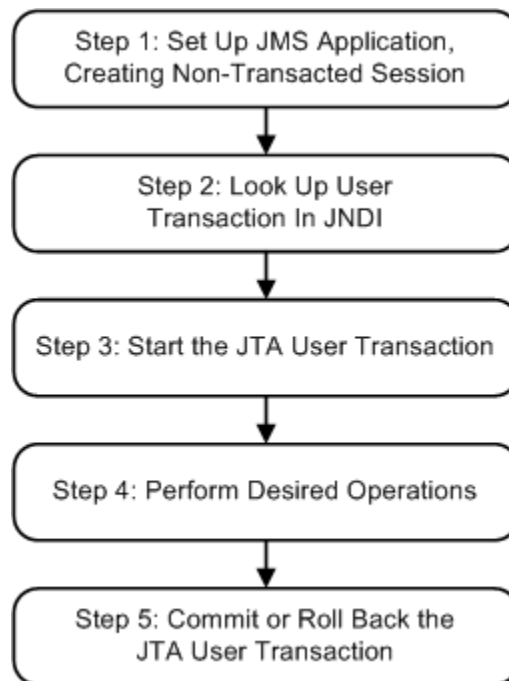 Step 1: Set Up JMS Application,
Creating Non-Transacted Session
Step 2: Look Up User
Transaction In JNDI
Step 3: Start the JTA User Transaction
Step 4: Perform Desired Operations
Step 5: Commit or Roll Back the
JTA User Transaction